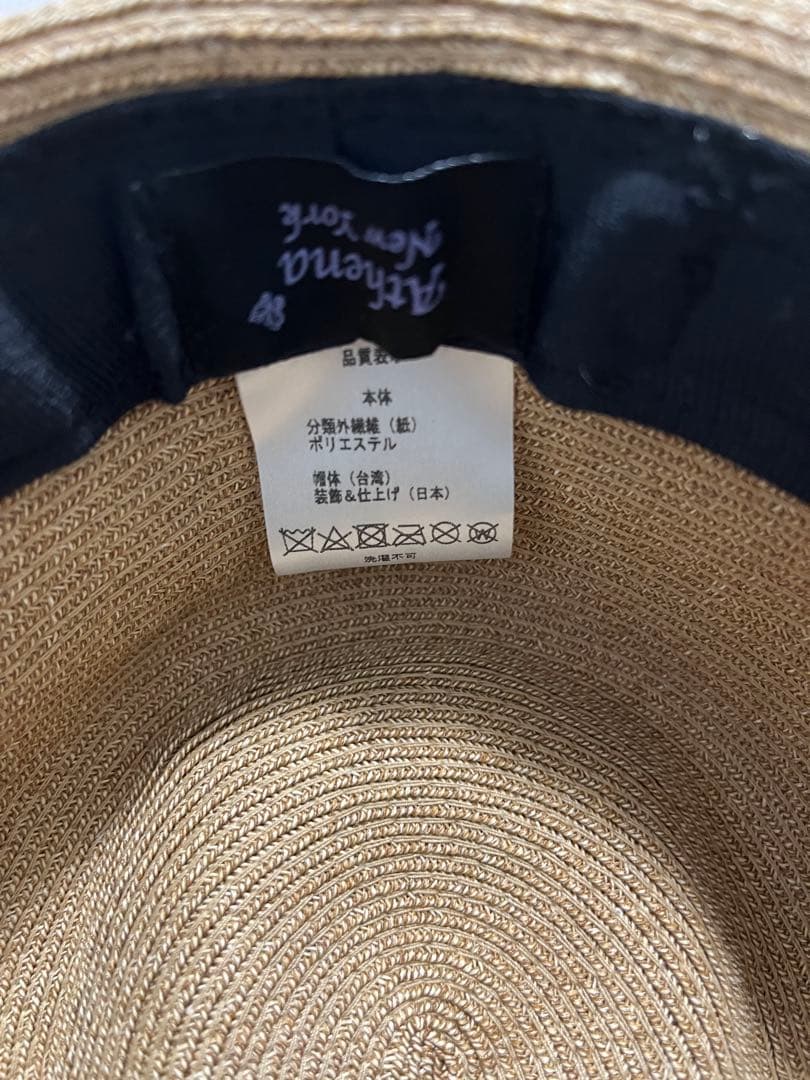 Athena
New York
品質表示
本体
分類外繊維（紙）
ポリエステル
帽体（台湾）
装飾&仕上げ（日本）
洗濯不可